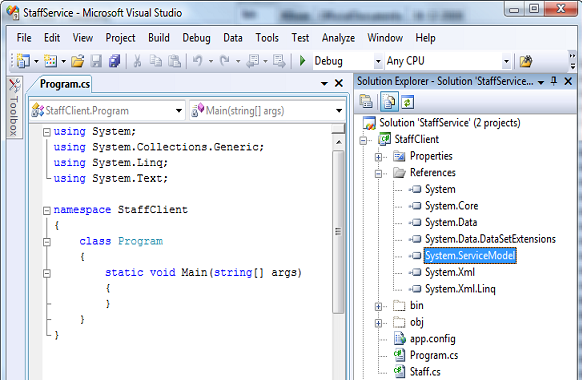 StaffService - Microsoft Visual Studio
File Edit View Project Build Debug Data Tools Test Analyze Window Help
Debug Any CPU
Toolbox
Program.cs
StaffClient.Program Main(string[] args)
using System;
using System.Collections.Generic;
using System.Linq;
using System.Text;
namespace StaffClient
{
class Program
{
static void Main(string[] args)
{
}
}
}
Solution Explorer - Solution 'StaffService...
Solution 'StaffService' (2 projects)
StaffClient
Properties
References
System
System.Core
System.Data
System.Data.DataSetExtensions
System.ServiceModel
System.Xml
System.Xml.Linq
bin
obj
app.config
Program.cs
Staff.cs